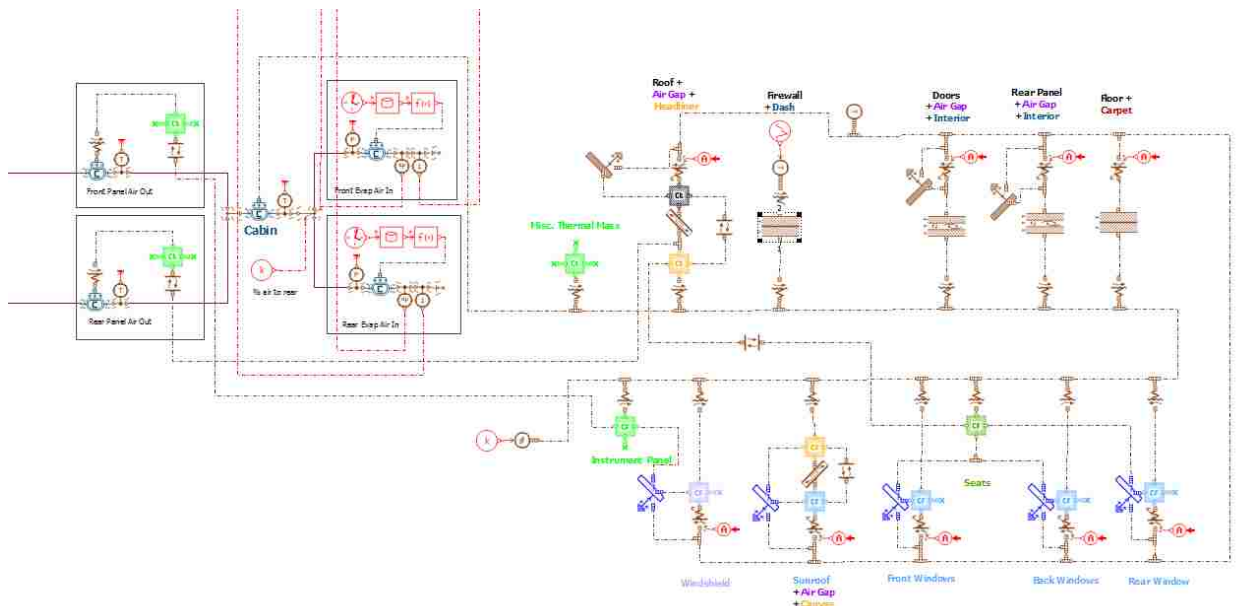 Roof +
Air Gap +
Headliner
Firewall
+ Dash
Doors
+ Air Gap
+ Interior
Rear Panel
+ Air Gap
+ Interior
Floor +
Carpet
Front Panel Air Out
Front Evap Air In
Cabin
Misc. Thermal Mass
% air to rear
Rear Panel Air Out
Rear Evap Air In
Instrument Panel
Seats
Windshield
Sunroof
+ Air Gap
+ Canvas
Front Windows
Back Windows
Rear Window